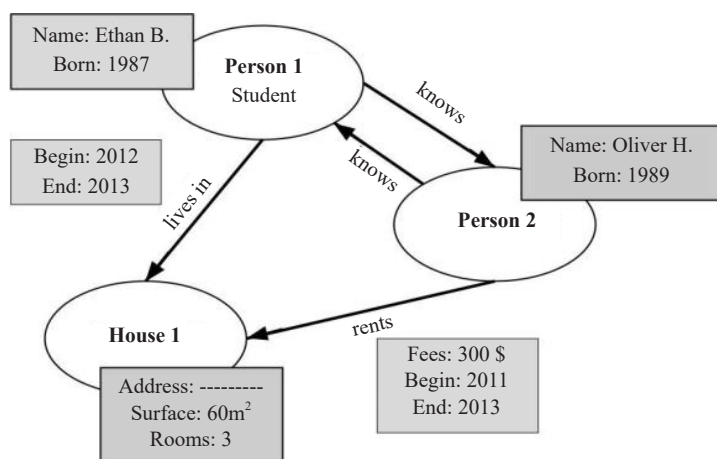 Name: Ethan B.
Born: 1987
Person 1
Student
knows
knows
Name: Oliver H.
Born: 1989
Begin: 2012
End: 2013
lives in
Person 2
House 1
rents
Address: ---------
Surface: 60m²
Rooms: 3
Fees: 300 $
Begin: 2011
End: 2013